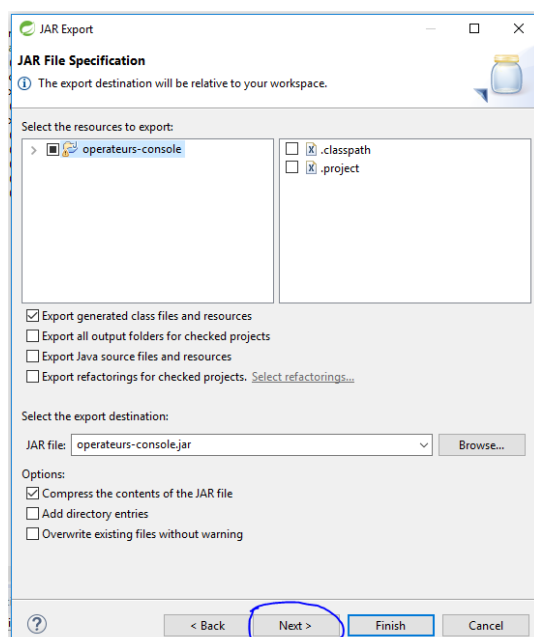 JAR Export
JAR File Specification
The export destination will be relative to your workspace.
Select the resources to export:
operateurs-console
.classpath
.project
Export generated class files and resources
Export all output folders for checked projects
Export Java source files and resources
Export refactorings for checked projects. Select refactorings...
Select the export destination:
JAR file: operateurs-console.jar Browse...
Options:
Compress the contents of the JAR file
Add directory entries
Overwrite existing files without warning
? < Back Next > Finish Cancel